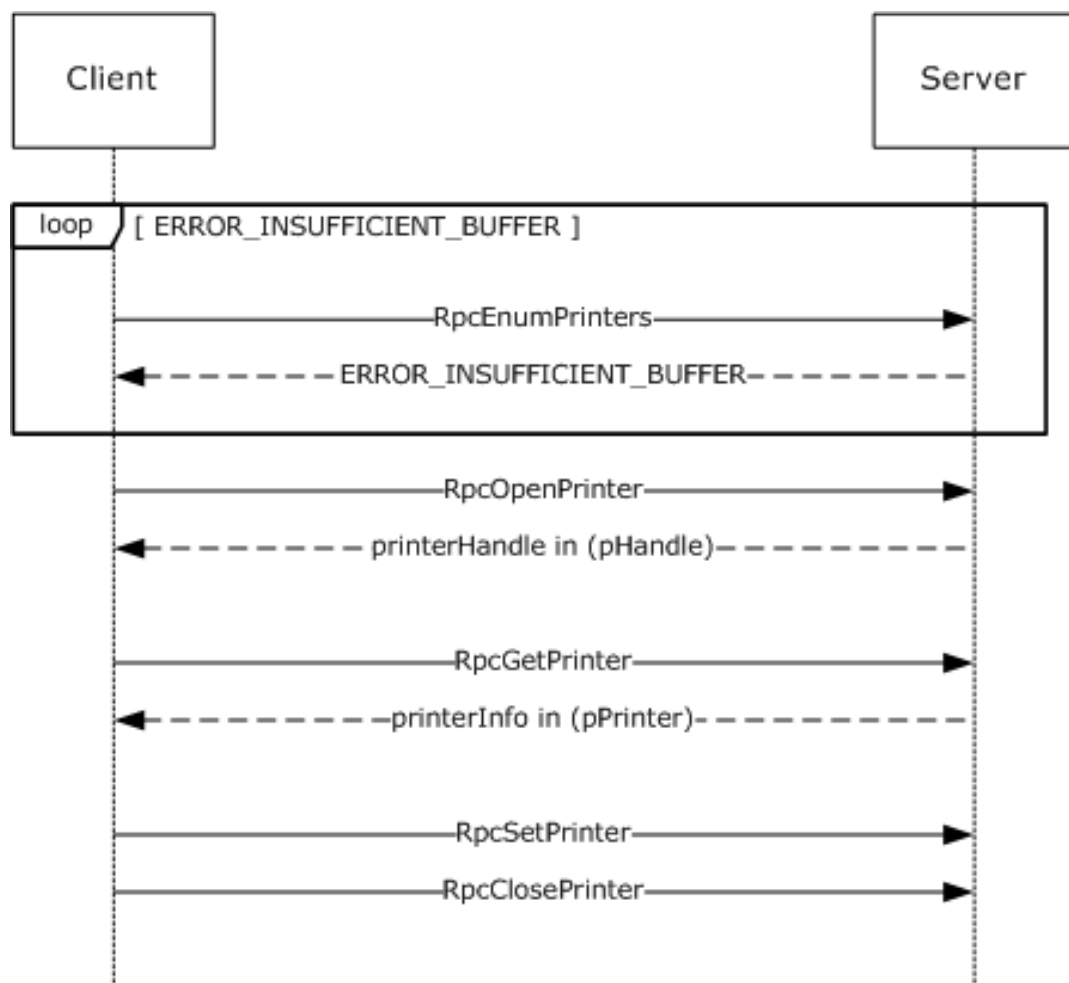 Client
Server
loop
[ ERROR_INSUFFICIENT_BUFFER ]
RpcEnumPrinters
ERROR_INSUFFICIENT_BUFFER
RpcOpenPrinter
printerHandle in (pHandle)
RpcGetPrinter
printerInfo in (pPrinter)
RpcSetPrinter
RpcClosePrinter